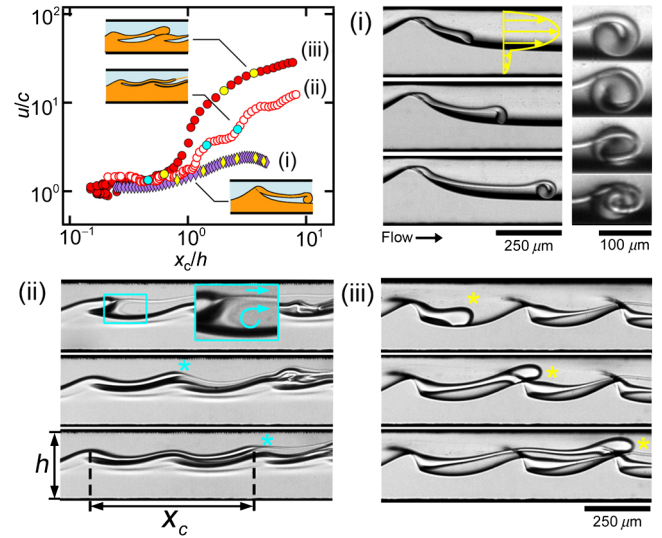 10²
10¹
10⁰
u/c
(iii)
(ii)
(i)
10⁻¹
10⁰
10¹
x_c/h
(i)
Flow
250 μm
100 μm
(ii)
*
*
h
x_c
(iii)
*
*
*
250 μm